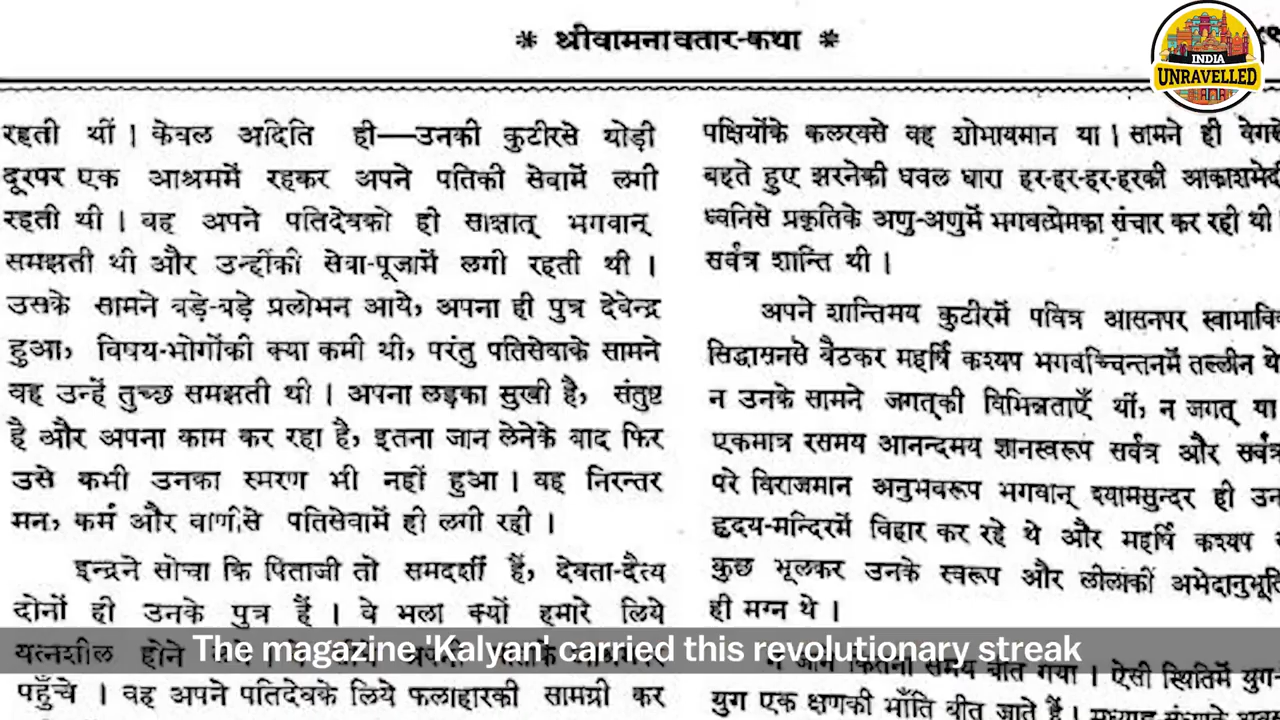 * श्रीवामनावतार-कथा *
INDIA
UNRAVELLED
रहती थीं । केवल अदिति ही—उनकी कुटीरसे थोड़ी
दूरपर एक आश्रममें रहकर अपने पतिकी सेवामें लगी
रहती थी । वह अपने पतिदेवको ही साक्षात् भगवान्
समझती थी और उन्हींकी सेवा-पूजामें लगी रहती थी ।
उसके सामने बड़े-बड़े प्रलोभन आये, अपना ही पुत्र देवेन्द्र
हुआ, विषय-भोगोंकी क्या कमी थी, परंतु पतिसेवाके सामने
वह उन्हें तुच्छ समझती थी । अपना लड़का सुखी है, संतुष्ट
है और अपना काम कर रहा है, इतना जान लेनेके बाद फिर
उसे कभी उनका स्मरण भी नहीं हुआ । वह निरन्तर
मन, कर्म और वाणीसे पतिसेवामें ही लगी रही ।
इन्द्रने सोचा कि पिताजी तो समदर्शी हैं, देवता-दैत्य
दोनों ही उनके पुत्र हैं । वे भला क्यों हमारे लिये
यत्नशील होने
पहुँचे । वह अपने पतिदेवके लिये फलाहारकी सामग्री कर
पक्षियोंके कलरवसे वह शोभायमान था । सामने ही वेगसे
बहते हुए झरनेकी धवल धारा हर-हर-हर-हरकी
ध्वनिसे प्रकृतिके अणु-अणुमें भगवत्प्रेमका संचार कर रही थी ।
सर्वत्र शान्ति थी ।
अपने शान्तिमय कुटीरमें पवित्र आसनपर
सिद्धासनसे बैठकर महर्षि कश्यप भगवच्चिन्तनमें तल्लीन थे
न उनके सामने जगत्की विभिन्नताएँ थीं, न जगत् था
एकमात्र रसमय आनन्दमय ज्ञानस्वरूप सर्वत्र और
परे विराजमान अनुभवरूप भगवान् श्यामसुन्दर ही
हृदय-मन्दिरमें विहार कर रहे थे और महर्षि कश्यप
कुछ भूलकर उनके स्वरूप और लीलाकी
ही मग्न थे ।
न जाने कितना समय बीत गया । ऐसी स्थितिमें युग-
युग एक क्षणकी भाँति बीत जाते हैं ।
The magazine 'Kalyan' carried this revolutionary streak